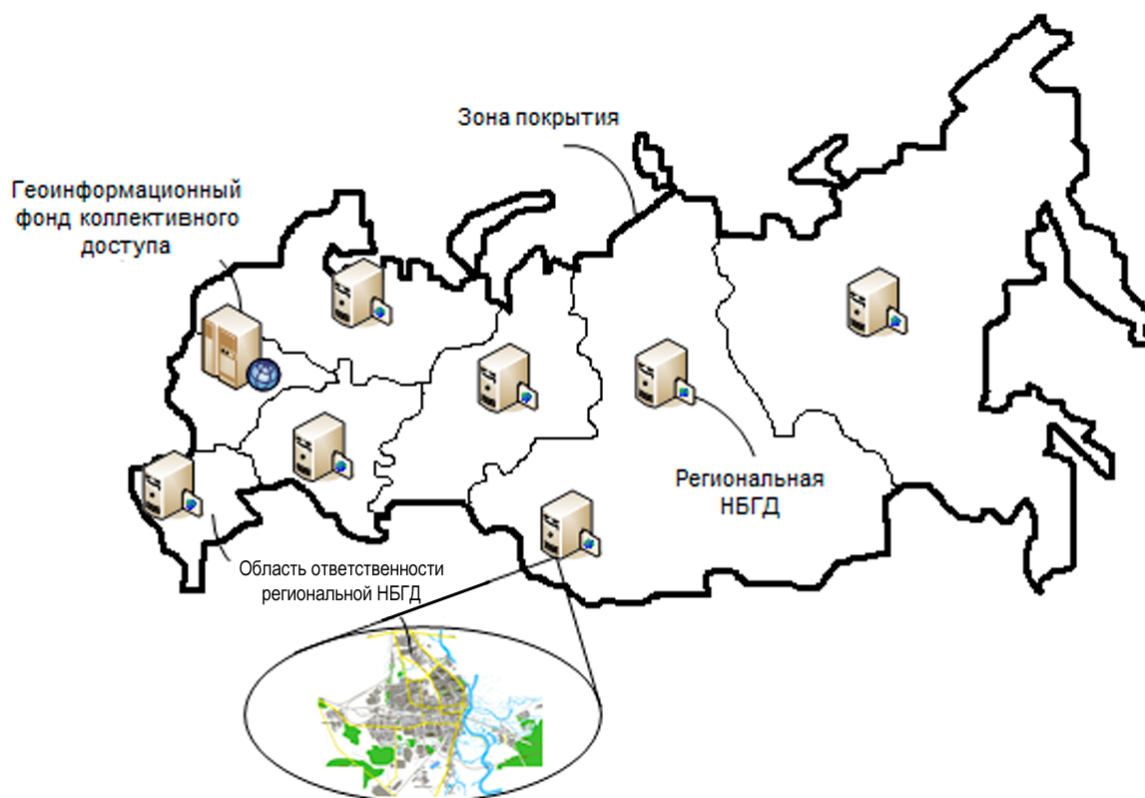 Зона покрытия
Геоинформационный
фонд коллективного
доступа
Региональная
НБГД
Область ответственности
региональной НБГД